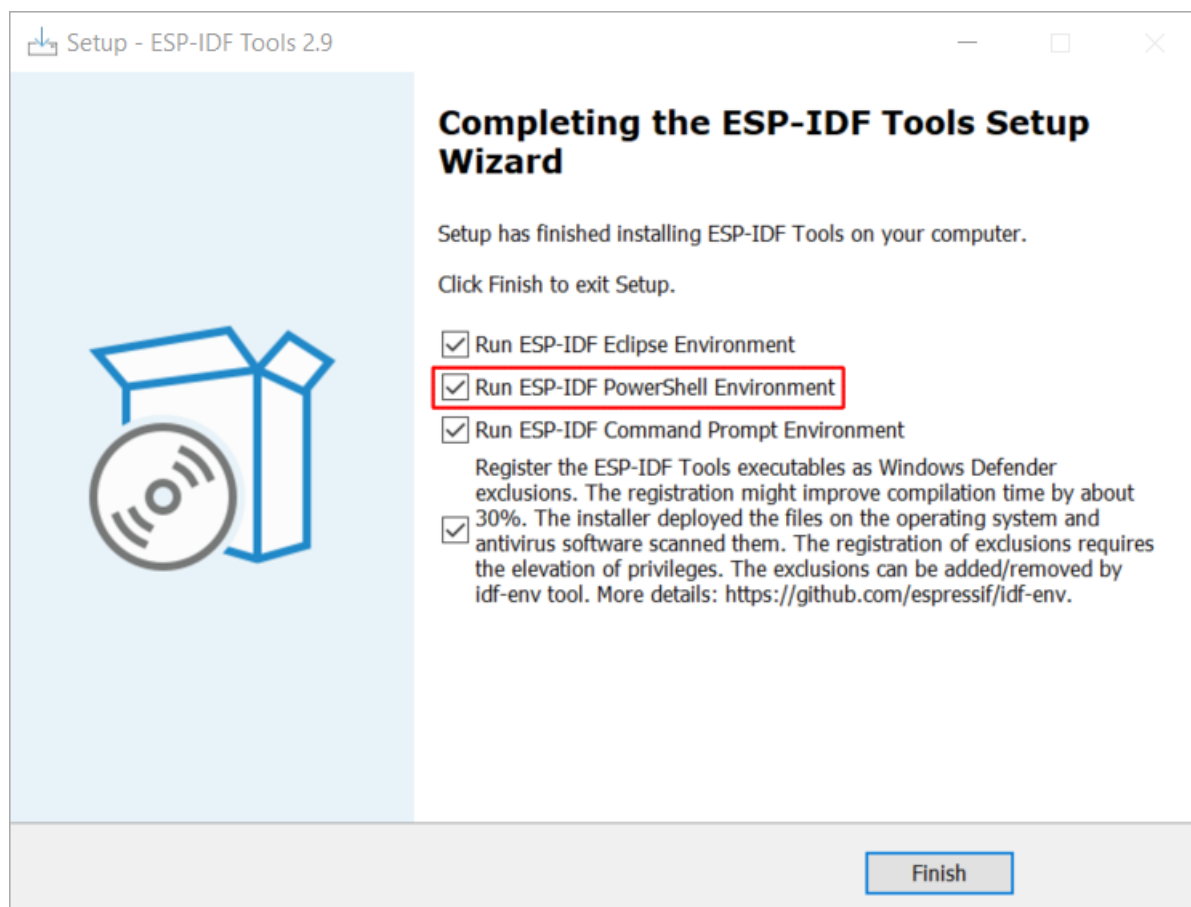 Setup - ESP-IDF Tools 2.9
Completing the ESP-IDF Tools Setup
Wizard
Setup has finished installing ESP-IDF Tools on your computer.
Click Finish to exit Setup.
Run ESP-IDF Eclipse Environment
Run ESP-IDF PowerShell Environment
Run ESP-IDF Command Prompt Environment
Register the ESP-IDF Tools executables as Windows Defender
exclusions. The registration might improve compilation time by about
30%. The installer deployed the files on the operating system and
antivirus software scanned them. The registration of exclusions requires
the elevation of privileges. The exclusions can be added/removed by
idf-env tool. More details: https://github.com/espressif/idf-env.
Finish